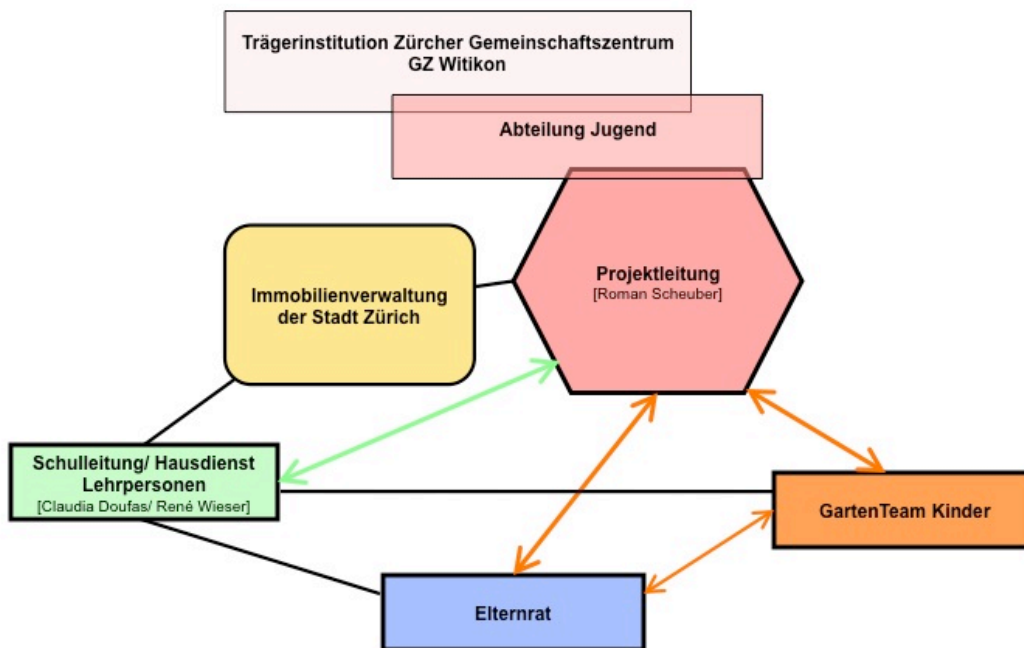 Trägerinstitution Zürcher Gemeinschaftszentrum
GZ Witikon
Abteilung Jugend
Projektleitung
[Roman Scheuber]
Immobilienverwaltung
der Stadt Zürich
Schulleitung/ Hausdienst
Lehrpersonen
[Claudia Doufas/ René Wieser]
GartenTeam Kinder
Elternrat